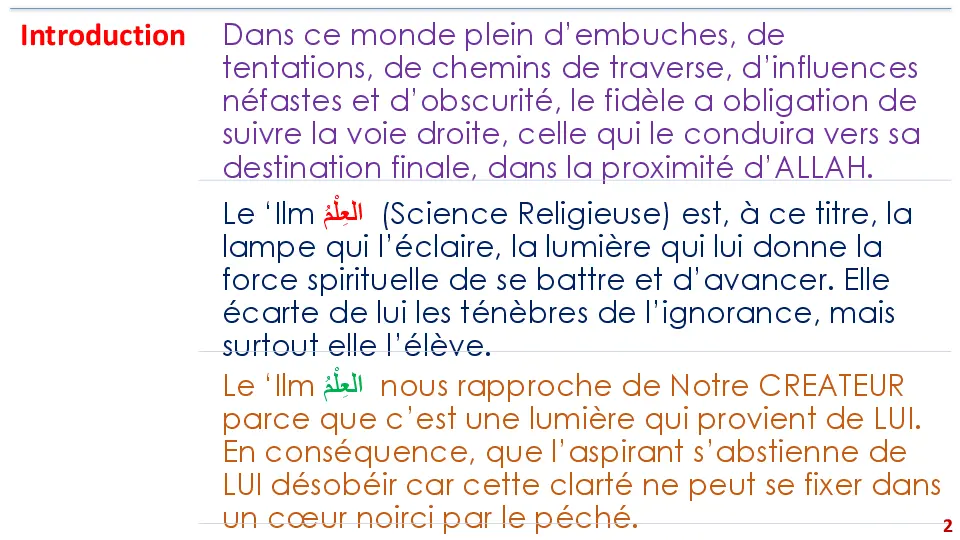 Introduction
Dans ce monde plein d’embuches, de
tentations, de chemins de traverse, d’influences
néfastes et d’obscurité, le fidèle a obligation de
suivre la voie droite, celle qui le conduira vers sa
destination finale, dans la proximité d’ALLAH.
Le ‘Ilm العِلْمُ (Science Religieuse) est, à ce titre, la
lampe qui l’éclaire, la lumière qui lui donne la
force spirituelle de se battre et d’avancer. Elle
écarte de lui les ténèbres de l’ignorance, mais
surtout elle l’élève.
Le ‘Ilm العِلْمُ nous rapproche de Notre CREATEUR
parce que c’est une lumière qui provient de LUI.
En conséquence, que l’aspirant s’abstienne de
LUI désobéir car cette clarté ne peut se fixer dans
un cœur noirci par le péché.
2